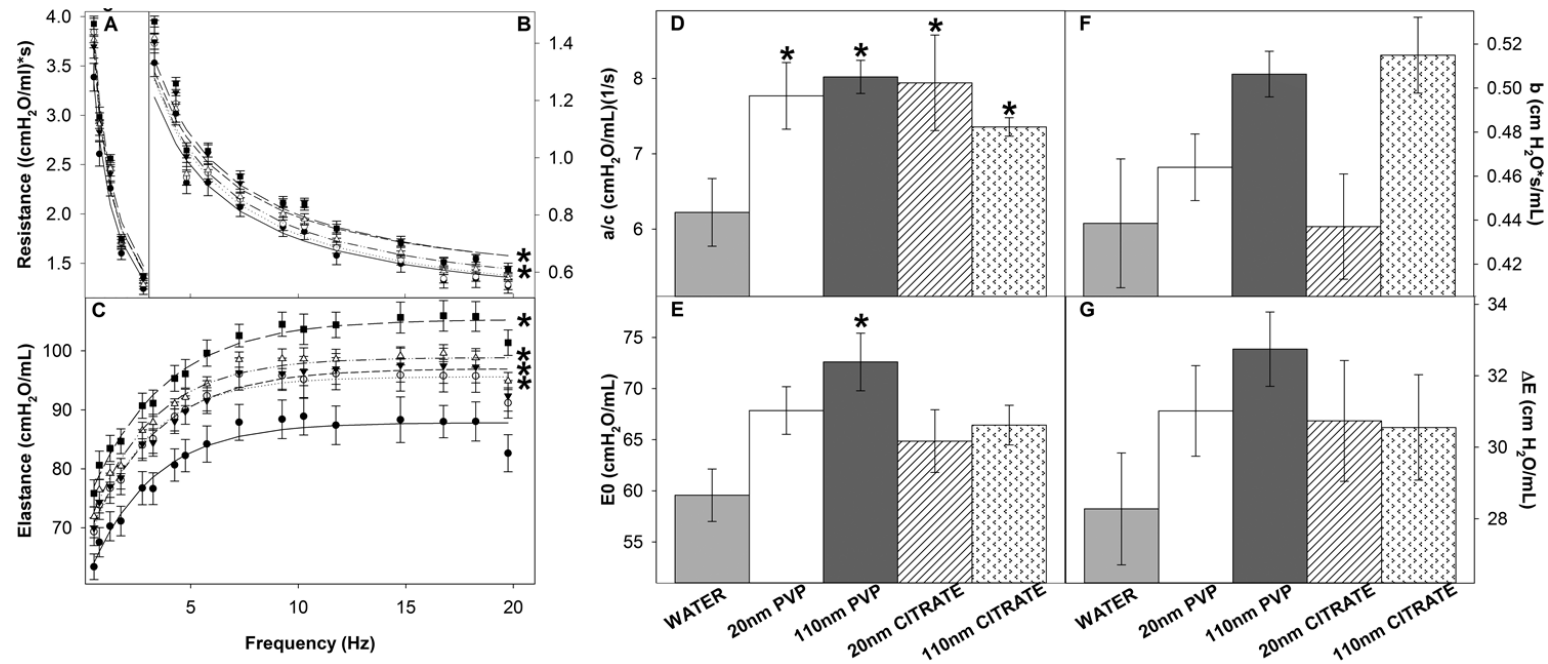 A
B
4.0
3.5
3.0
2.5
2.0
1.5
Resistance ((cmH2O/ml)*s)
1.4
1.2
1.0
0.8
0.6
*
*
C
100
90
80
70
Elastance (cmH2O/mL)
*
*
*
*
5
10
15
20
Frequency (Hz)
D
8
7
6
a/c (cmH2O/mL)(1/s)
*
*
*
*
E
75
70
65
60
55
E0 (cmH2O/mL)
*
F
0.52
0.50
0.48
0.46
0.44
0.42
b (cm H2O*s/mL)
G
34
32
30
28
ΔE (cm H2O/mL)
WATER
20nm PVP
110nm PVP
20nm CITRATE
110nm CITRATE
WATER
20nm PVP
110nm PVP
20nm CITRATE
110nm CITRATE